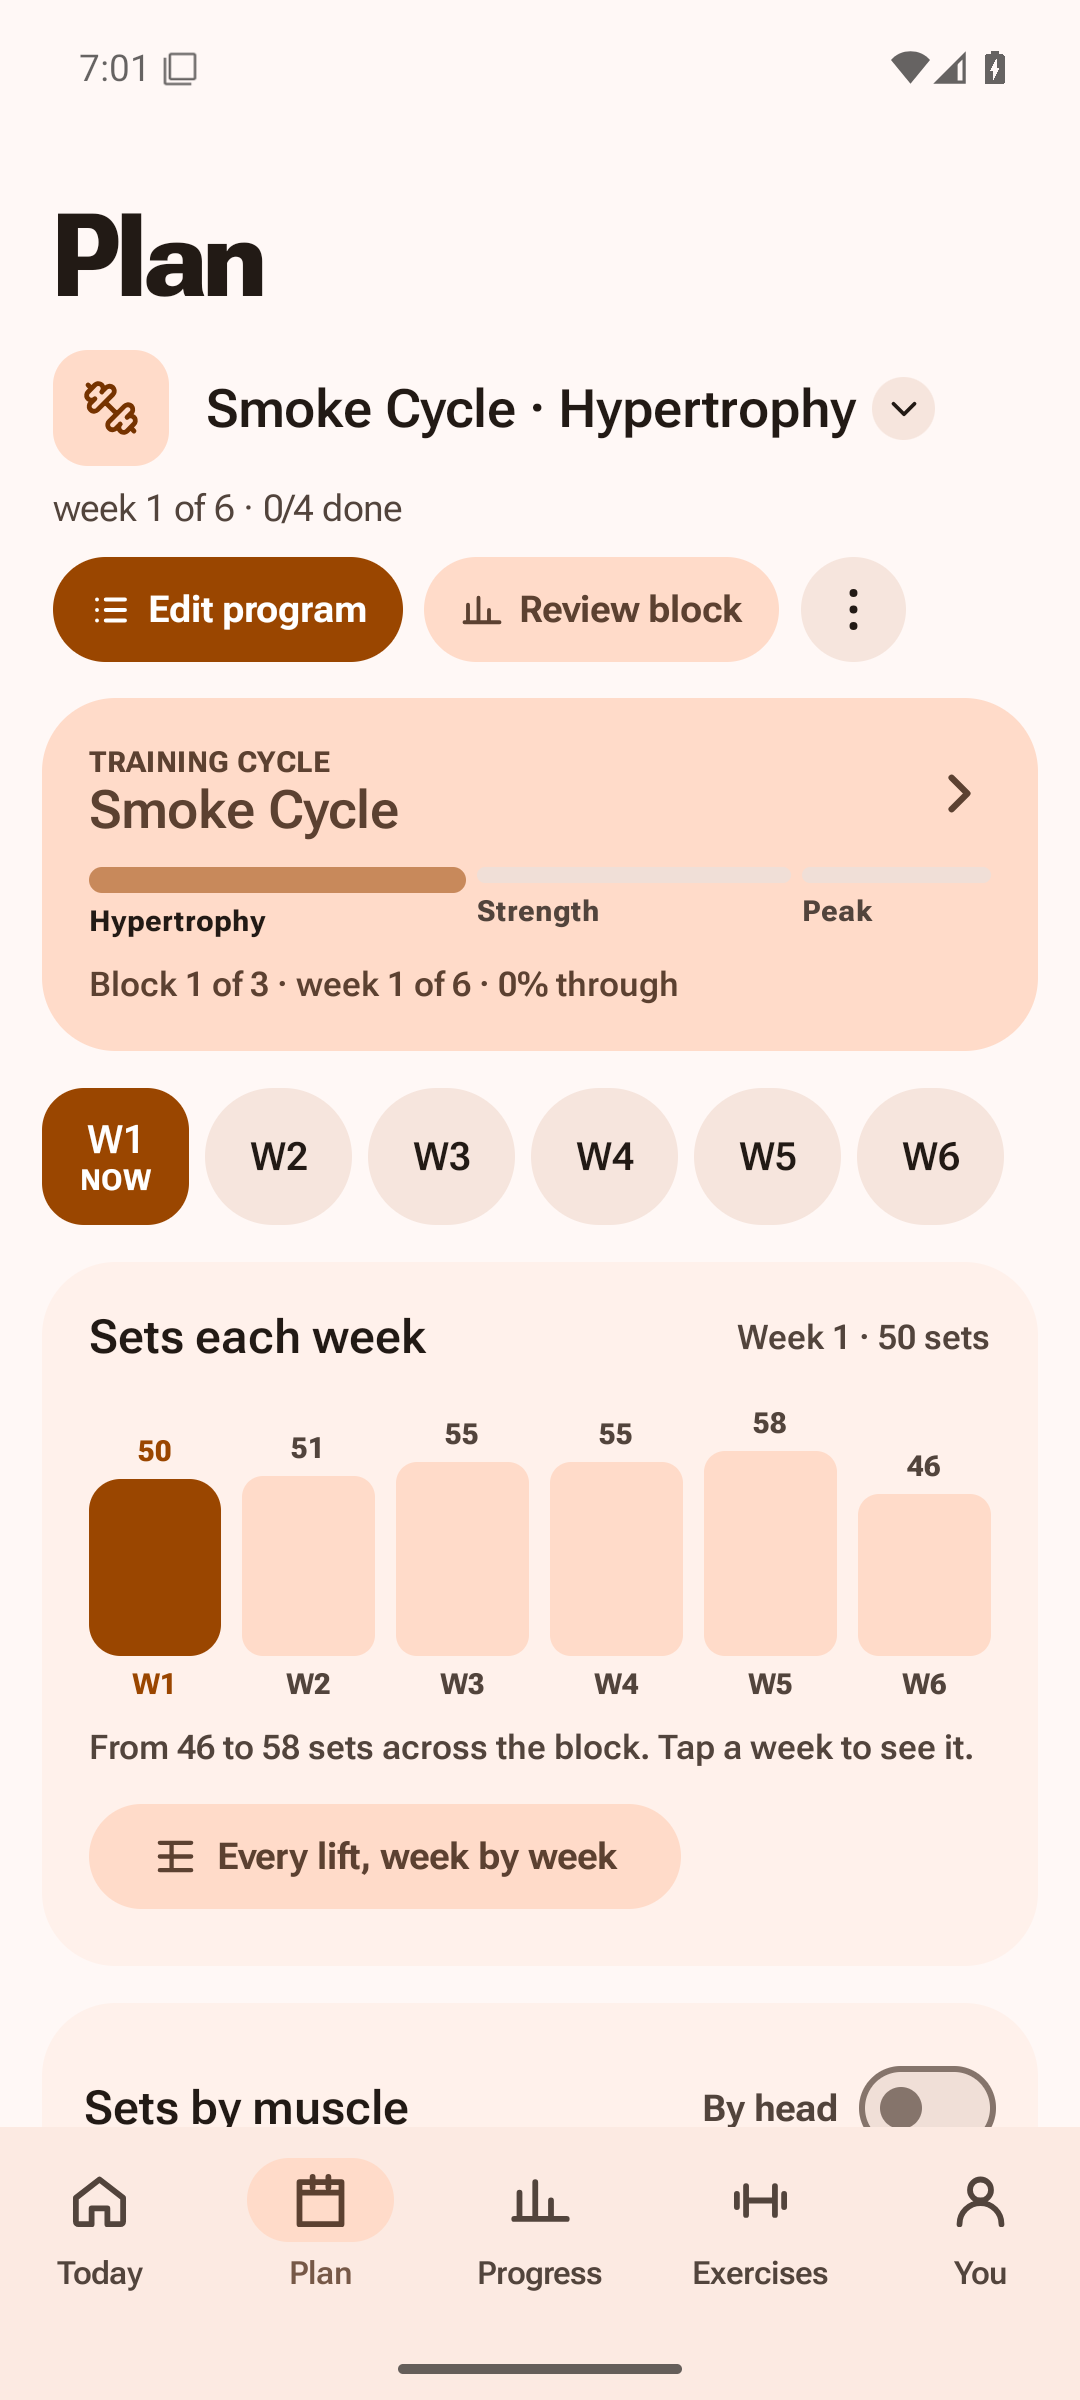 7:01
Plan
Smoke Cycle · Hypertrophy
week 1 of 6 · 0/4 done
Edit program
Review block
TRAINING CYCLE
Smoke Cycle
Hypertrophy
Strength
Peak
Block 1 of 3 · week 1 of 6 · 0% through
W1
NOW
W2
W3
W4
W5
W6
Sets each week
Week 1 · 50 sets
50
51
55
55
58
46
W1
W2
W3
W4
W5
W6
From 46 to 58 sets across the block. Tap a week to see it.
Every lift, week by week
Sets by muscle
By head
Today
Plan
Progress
Exercises
You